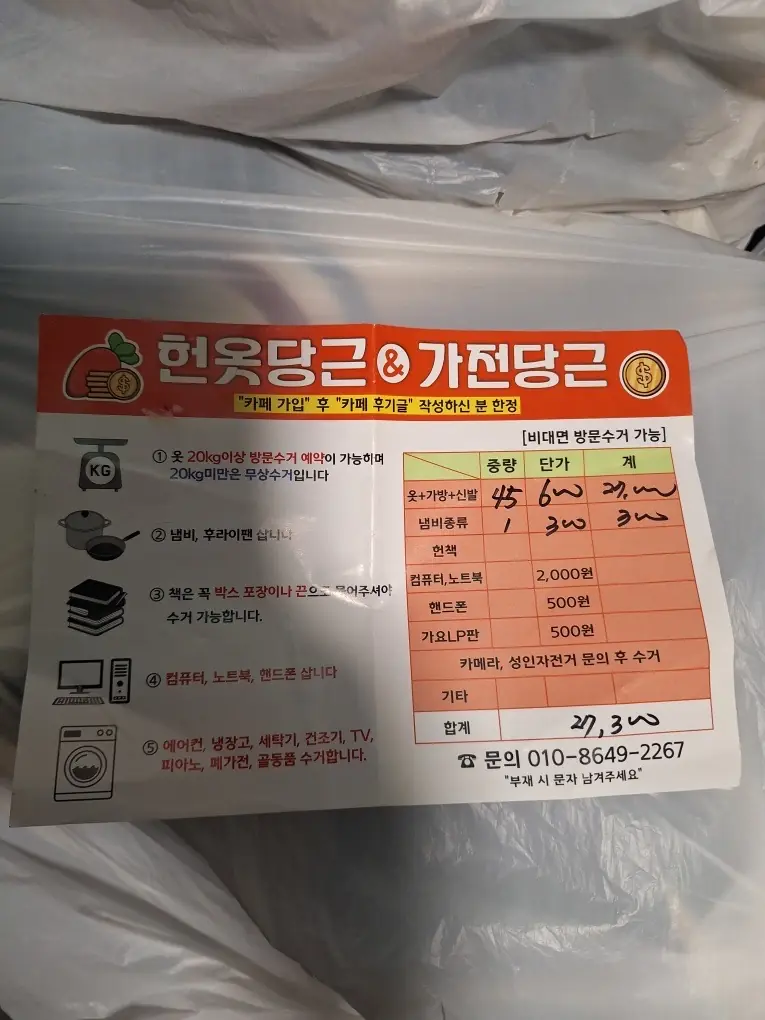 헌옷당근 & 가전당근
"카페 가입" 후 "카페 후기글" 작성하신 분 한정
KG
① 옷 20kg이상 방문수거 예약이 가능하며
20kg미만은 무상수거입니다
② 냄비, 후라이팬 삽니다
③ 책은 꼭 박스 포장이나 끈으로 묶어주셔야
수거 가능합니다.
④ 컴퓨터, 노트북, 핸드폰 삽니다
⑤ 에어컨, 냉장고, 세탁기, 건조기, TV,
피아노, 폐가전, 골동품 수거합니다.
[비대면 방문수거 가능]
중량 단가 계
옷+가방+신발 45 600 27,000
냄비종류 1 300 300
헌책
컴퓨터,노트북 2,000원
핸드폰 500원
가요LP판 500원
카메라, 성인자전거 문의 후 수거
기타
합계 27,300
☎ 문의 010-8649-2267
"부재 시 문자 남겨주세요"